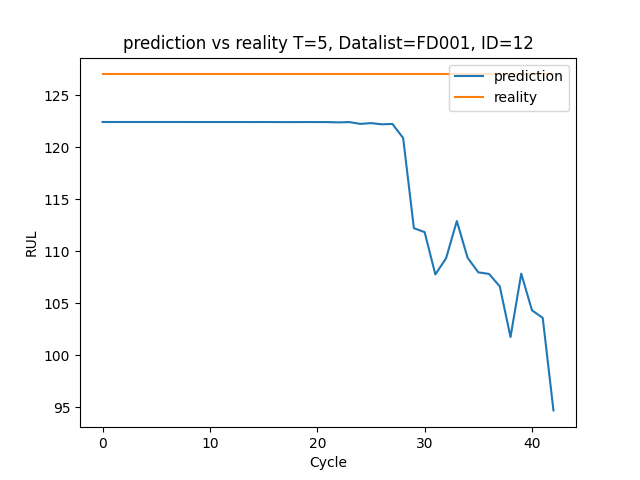 prediction vs reality T=5, Datalist=FD001, ID=12
prediction
reality
125
120
115
110
105
100
95
RUL
0 10 20 30 40
Cycle